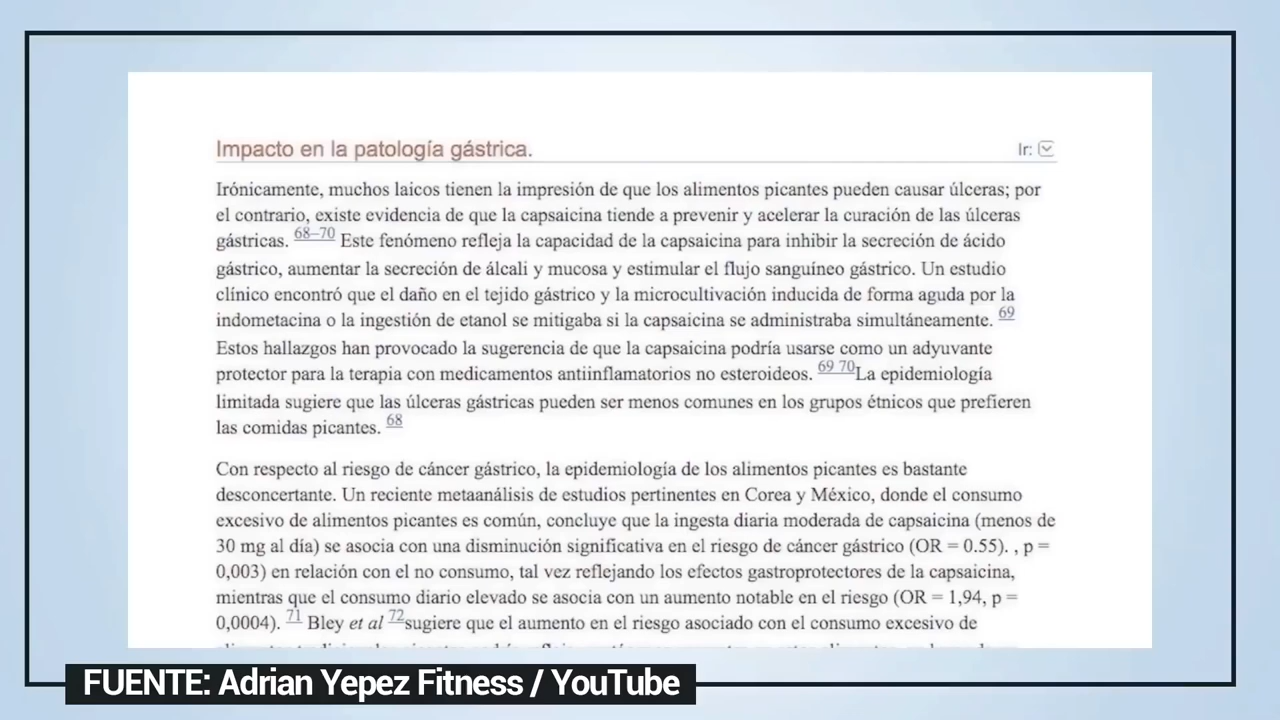 Impacto en la patología gástrica.
Ir:
Irónicamente, muchos laicos tienen la impresión de que los alimentos picantes pueden causar úlceras; por
el contrario, existe evidencia de que la capsaicina tiende a prevenir y acelerar la curación de las úlceras
gástricas. 68–70 Este fenómeno refleja la capacidad de la capsaicina para inhibir la secreción de ácido
gástrico, aumentar la secreción de álcali y mucosa y estimular el flujo sanguíneo gástrico. Un estudio
clínico encontró que el daño en el tejido gástrico y la microcultivación inducida de forma aguda por la
indometacina o la ingestión de etanol se mitigaba si la capsaicina se administraba simultáneamente. 69
Estos hallazgos han provocado la sugerencia de que la capsaicina podría usarse como un adyuvante
protector para la terapia con medicamentos antiinflamatorios no esteroideos. 69 70La epidemiología
limitada sugiere que las úlceras gástricas pueden ser menos comunes en los grupos étnicos que prefieren
las comidas picantes. 68
Con respecto al riesgo de cáncer gástrico, la epidemiología de los alimentos picantes es bastante
desconcertante. Un reciente metaanálisis de estudios pertinentes en Corea y México, donde el consumo
excesivo de alimentos picantes es común, concluye que la ingesta diaria moderada de capsaicina (menos de
30 mg al día) se asocia con una disminución significativa en el riesgo de cáncer gástrico (OR = 0.55). , p =
0,003) en relación con el no consumo, tal vez reflejando los efectos gastroprotectores de la capsaicina,
mientras que el consumo diario elevado se asocia con un aumento notable en el riesgo (OR = 1,94, p =
0,0004). 71 Bley et al 72sugiere que el aumento en el riesgo asociado con el consumo excesivo de
FUENTE: Adrian Yepez Fitness / YouTube